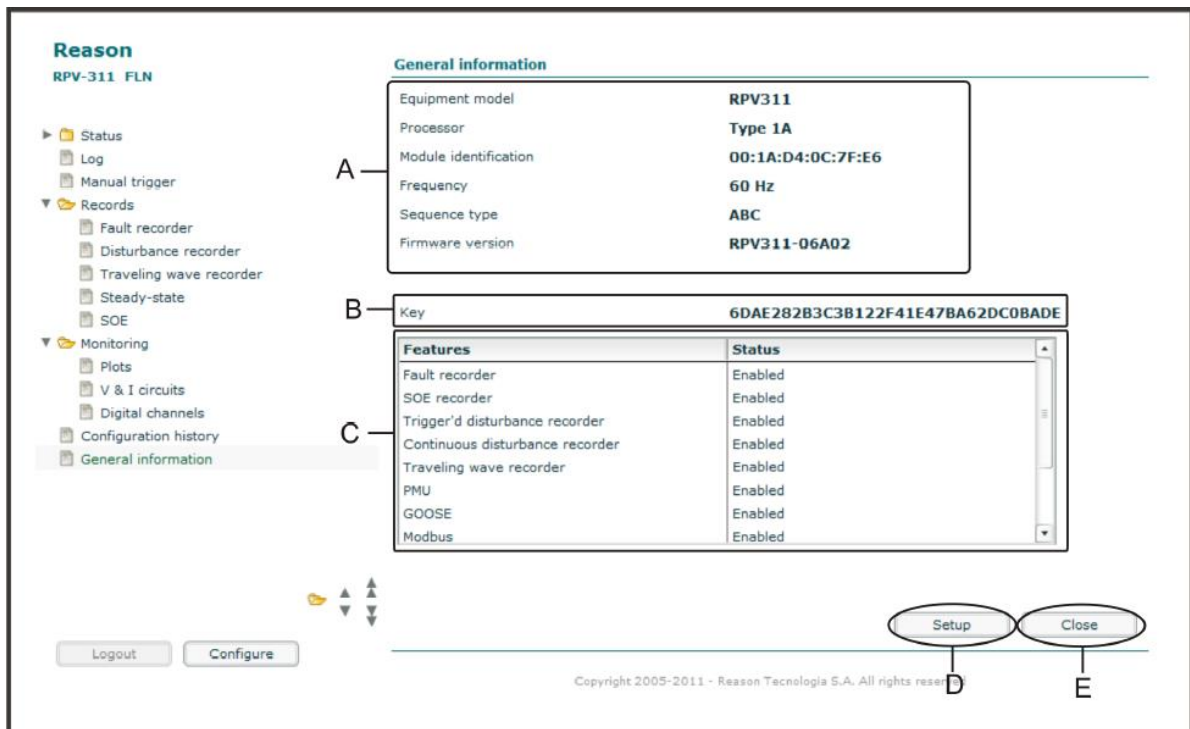 Reason
RPV-311 FLN
Status
Log
Manual trigger
Records
Fault recorder
Disturbance recorder
Traveling wave recorder
Steady-state
SOE
Monitoring
Plots
V & I circuits
Digital channels
Configuration history
General information
Logout
Configure
General information
A
Equipment model RPV311
Processor Type 1A
Module identification 00:1A:D4:0C:7F:E6
Frequency 60 Hz
Sequence type ABC
Firmware version RPV311-06A02
B
Key 6DAE282B3C3B122F41E47BA62DC0BADE
C
Features Status
Fault recorder Enabled
SOE recorder Enabled
Trigger'd disturbance recorder Enabled
Continuous disturbance recorder Enabled
Traveling wave recorder Enabled
PMU Enabled
GOOSE Enabled
Modbus Enabled
Setup Close
D E
Copyright 2005-2011 - Reason Tecnologia S.A. All rights reserved